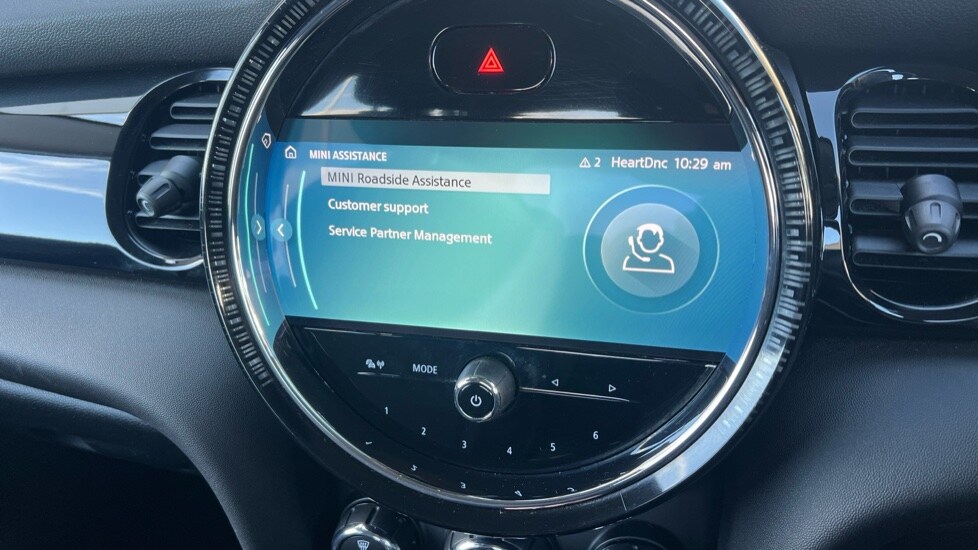 MINI ASSISTANCE
2 HeartDnc 10:29 am
MINI Roadside Assistance
Customer support
Service Partner Management
MODE
1 2 3 4 5 6